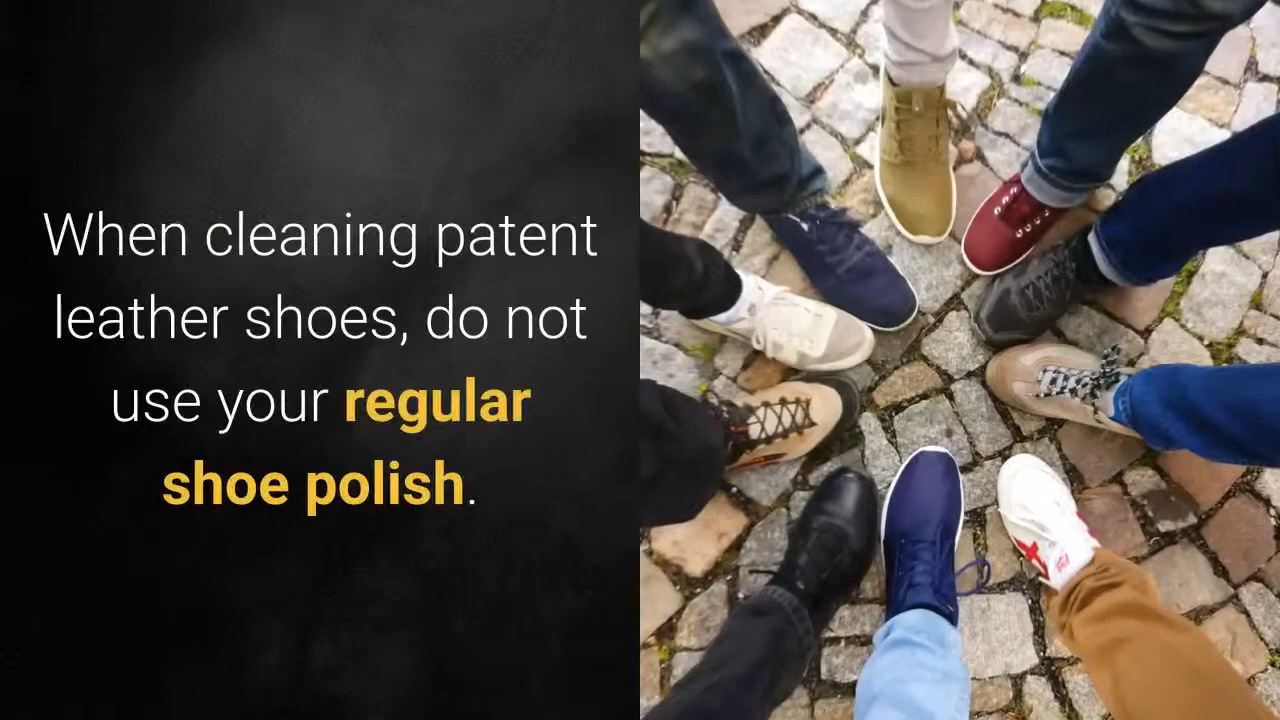 When cleaning patent
leather shoes, do not
use your regular
shoe polish.